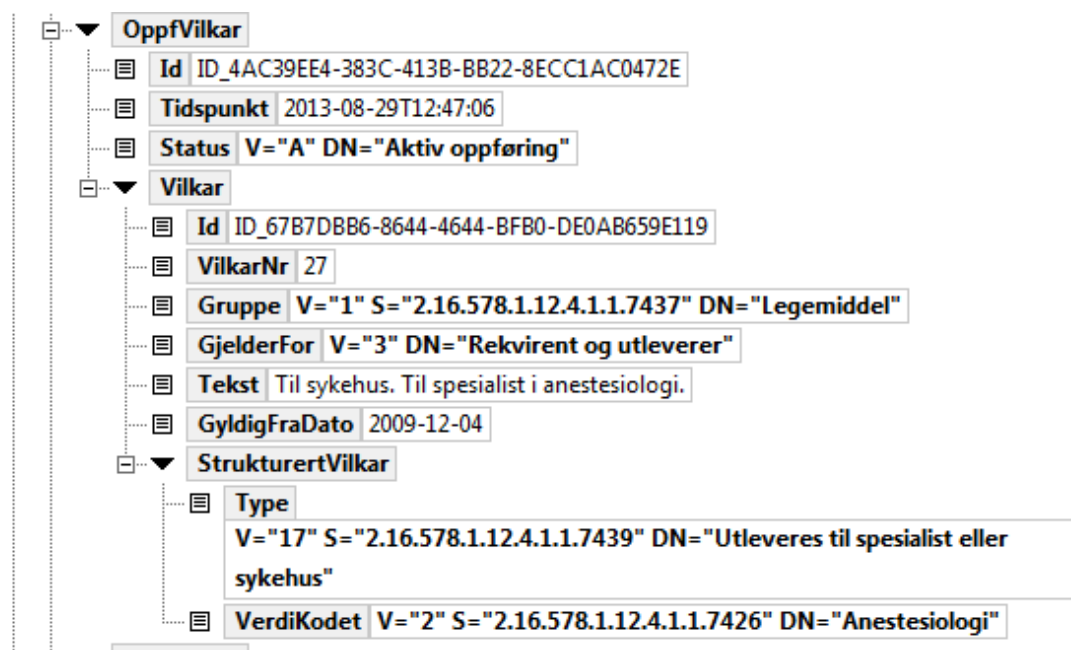 OppfVilkar
Id ID_4AC39EE4-383C-413B-BB22-8ECC1AC0472E
Tidspunkt 2013-08-29T12:47:06
Status V="A" DN="Aktiv oppføring"
Vilkar
Id ID_67B7DBB6-8644-4644-BFB0-DE0AB659E119
VilkarNr 27
Gruppe V="1" S="2.16.578.1.12.4.1.1.7437" DN="Legemiddel"
GjelderFor V="3" DN="Rekvirent og utleverer"
Tekst Til sykehus. Til spesialist i anestesiologi.
GyldigFraDato 2009-12-04
StrukturertVilkar
Type
V="17" S="2.16.578.1.12.4.1.1.7439" DN="Utleveres til spesialist eller
sykehus"
VerdiKodet V="2" S="2.16.578.1.12.4.1.1.7426" DN="Anestesiologi"